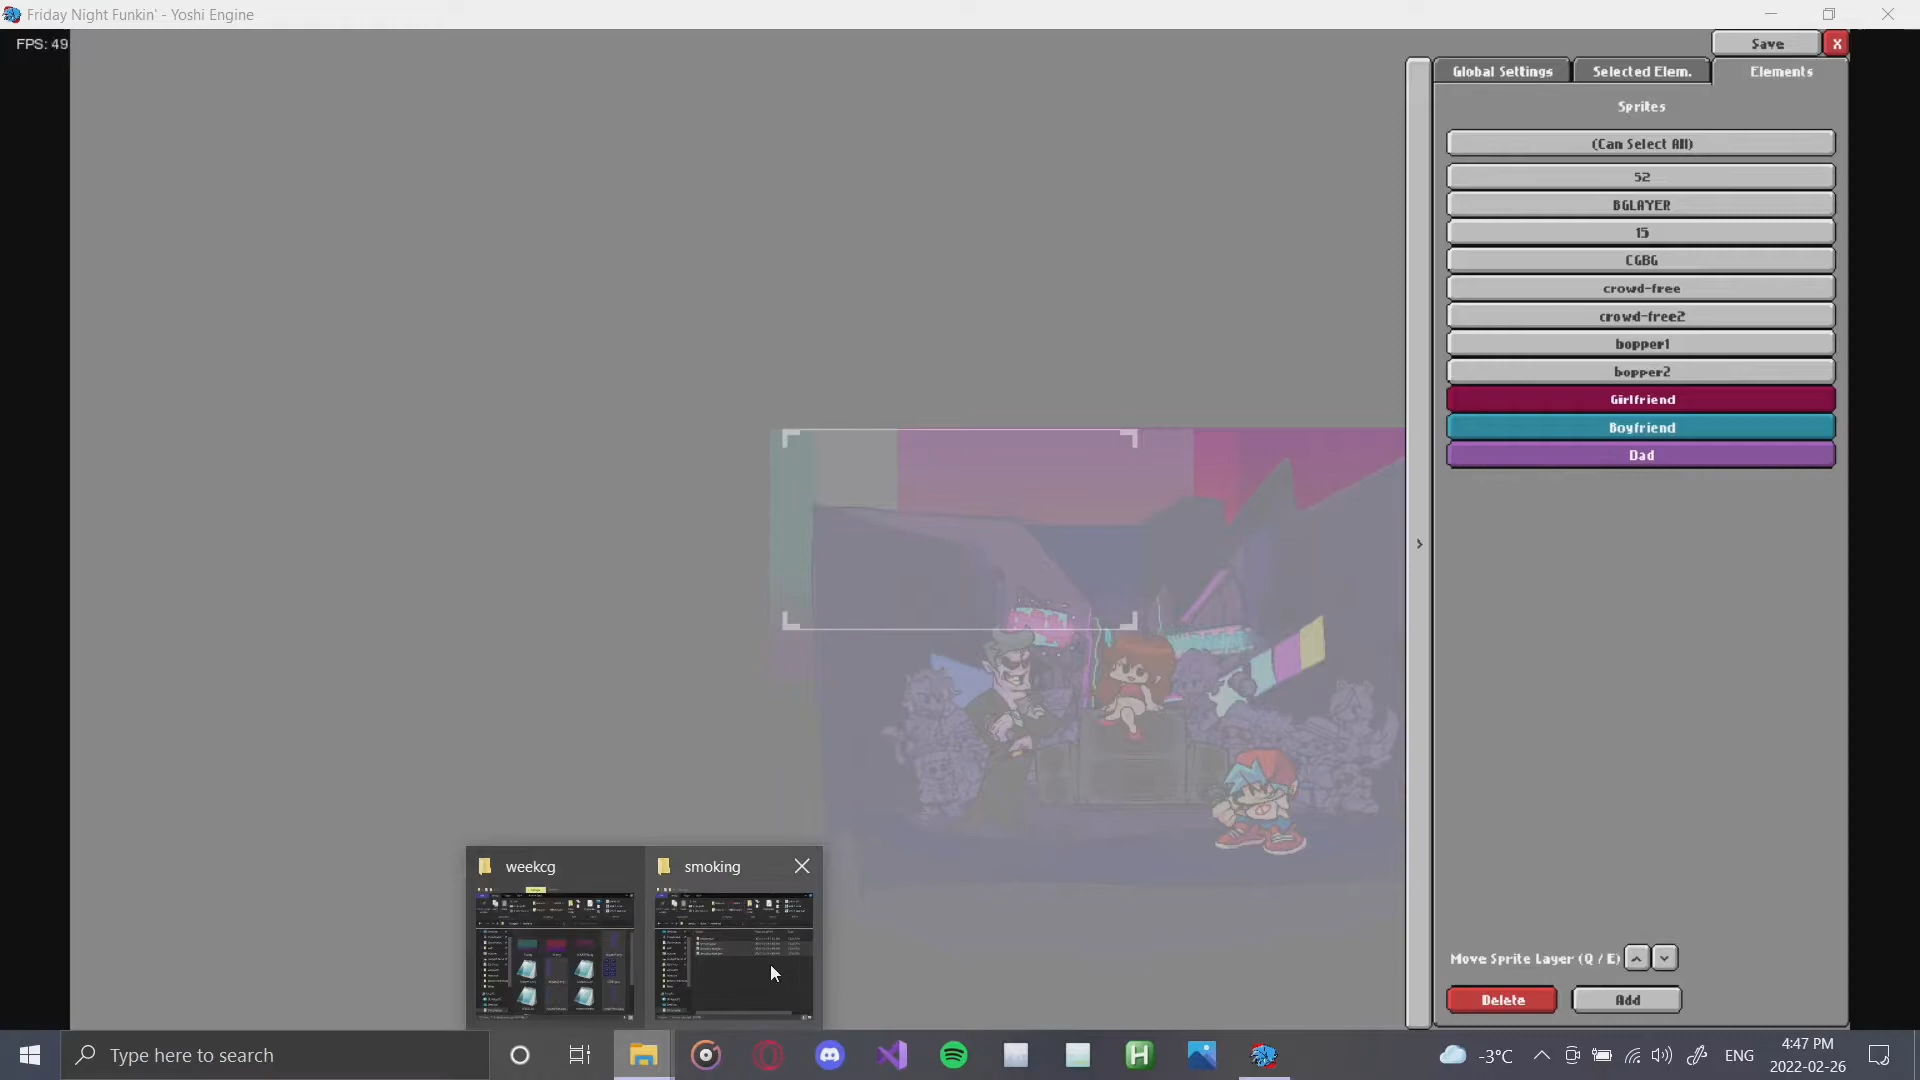 Friday Night Funkin' - Yoshi Engine
FPS: 49
Save
X
Global Settings
Selected Elem.
Elements
Sprites
(Can Select All)
52
BGLAYER
15
CGBG
crowd-free
crowd-free2
bopper1
bopper2
Girlfriend
Boyfriend
Dad
Move Sprite Layer (Q / E)
Delete
Add
weekcg
smoking
Type here to search
-3°C
ENG
4:47 PM
2022-02-26